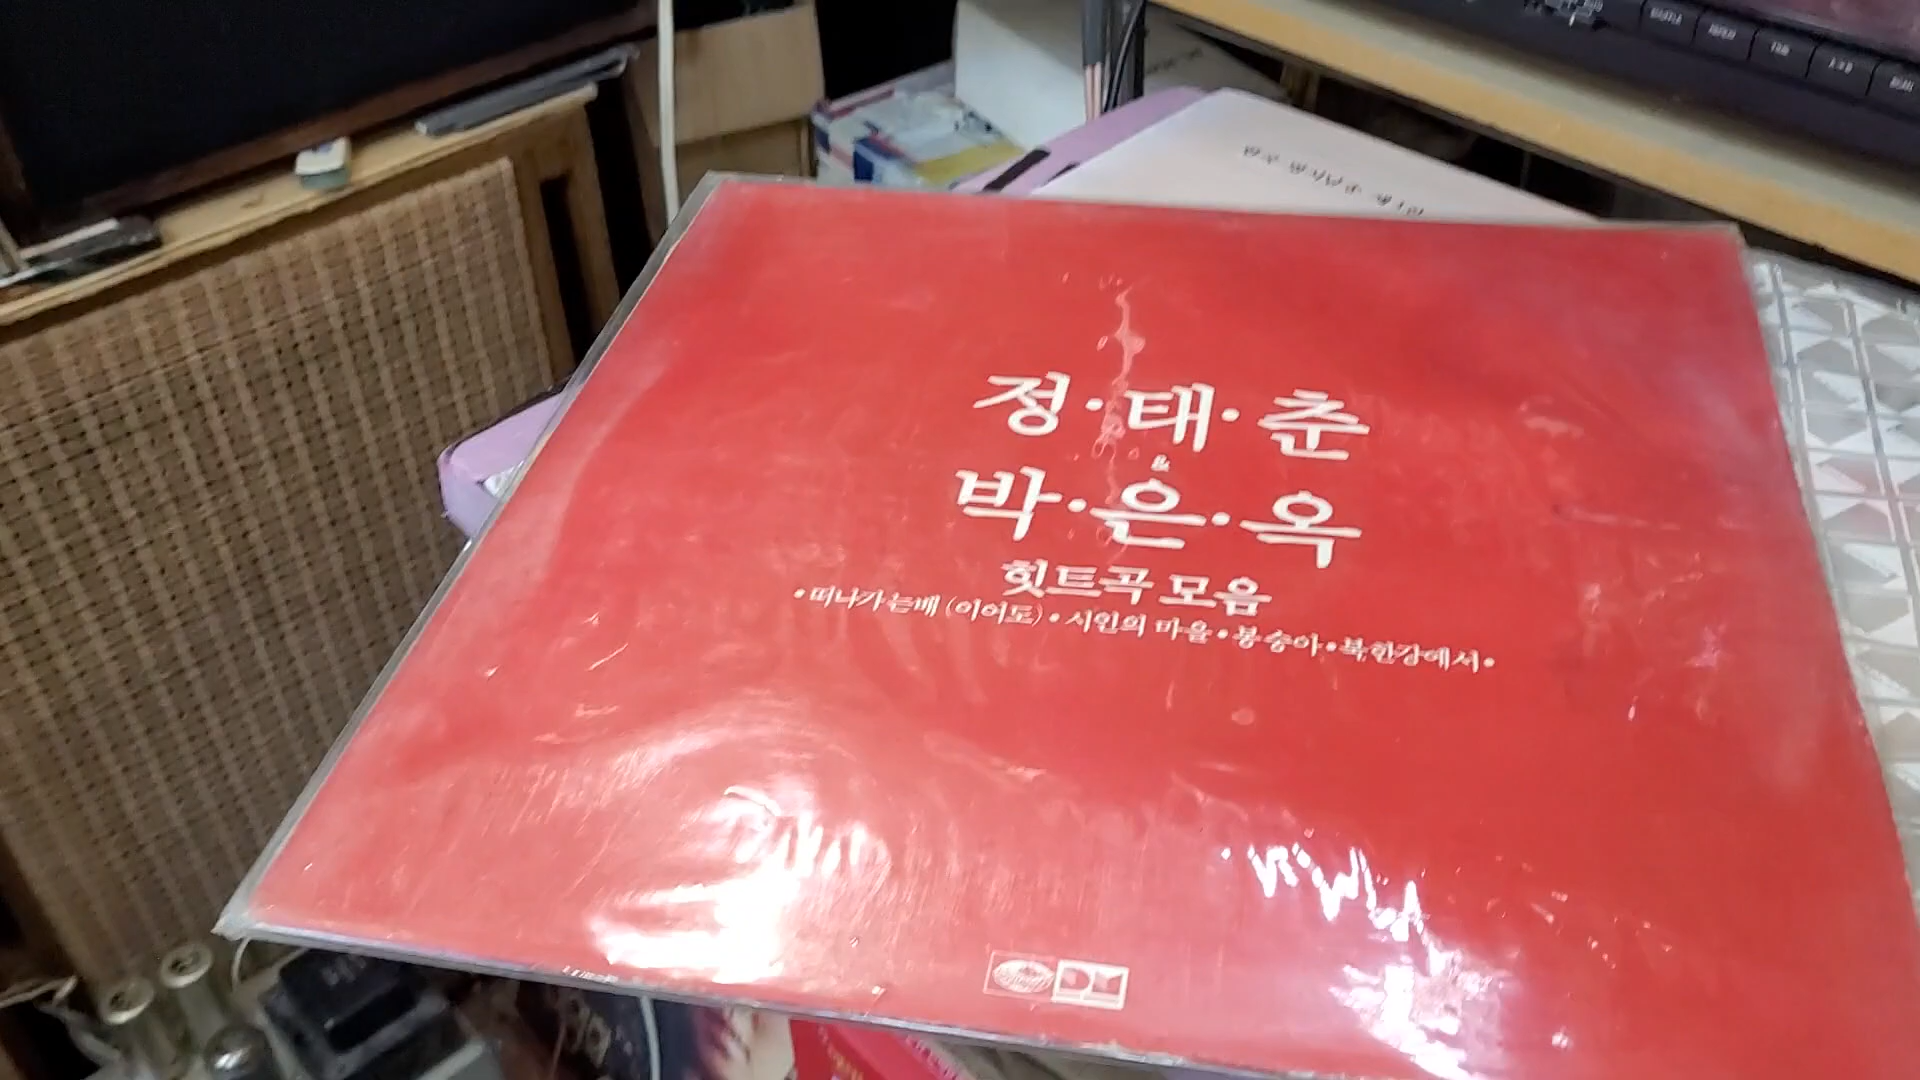 정·태·춘
&
박·은·옥
힛트곡 모음
•떠나가는배 (이어도)•시인의 마을•봉숭아•북한강에서•